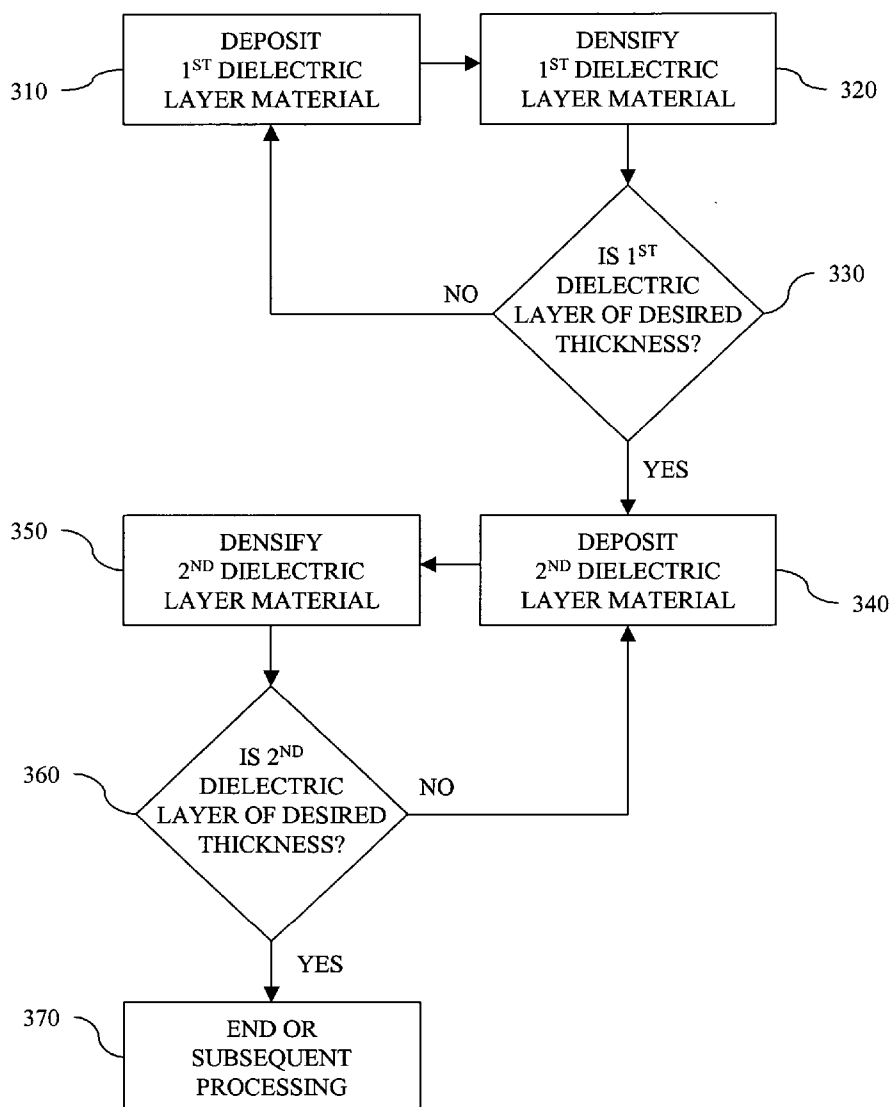 DEPOSIT
1ST DIELECTRIC
LAYER MATERIAL
310
DENSIFY
1ST DIELECTRIC
LAYER MATERIAL
320
IS 1ST
DIELECTRIC
LAYER OF DESIRED
THICKNESS?
330
NO
YES
350
DENSIFY
2ND DIELECTRIC
LAYER MATERIAL
DEPOSIT
2ND DIELECTRIC
LAYER MATERIAL
340
360
IS 2ND
DIELECTRIC
LAYER OF DESIRED
THICKNESS?
NO
YES
370
END OR
SUBSEQUENT
PROCESSING